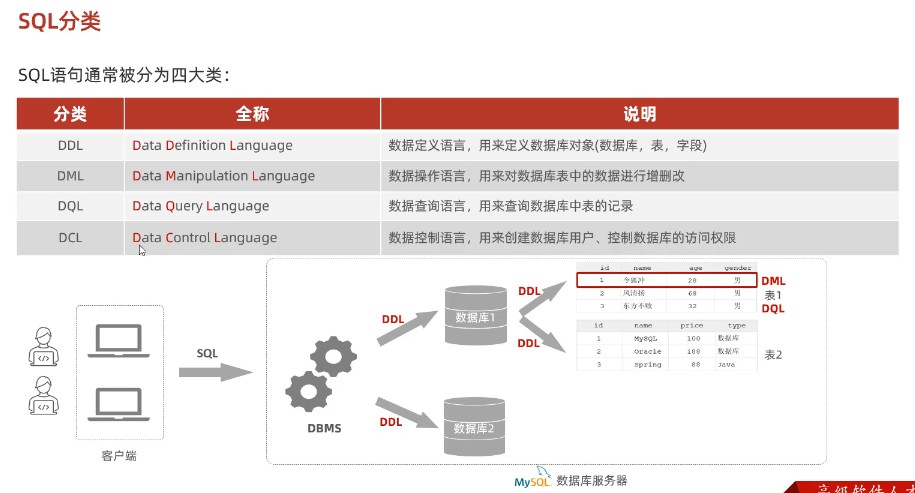 SQL分类
SQL语句通常被分为四大类：
分类 全称 说明
DDL Data Definition Language 数据定义语言，用来定义数据库对象(数据库，表，字段)
DML Data Manipulation Language 数据操作语言，用来对数据库表中的数据进行增删改
DQL Data Query Language 数据查询语言，用来查询数据库中表的记录
DCL Data Control Language 数据控制语言，用来创建数据库用户、控制数据库的访问权限
客户端
SQL
DBMS
DDL
DDL
数据库1
数据库2
DDL
DDL
id name age gender
1 令狐冲 28 男
2 风清扬 68 男
3 东方不败 32 男
DML
表1
DQL
id name price type
1 MySQL 100 数据库
2 Oracle 188 数据库
3 Spring 88 Java
表2
MySQL 数据库服务器
高级软件人才